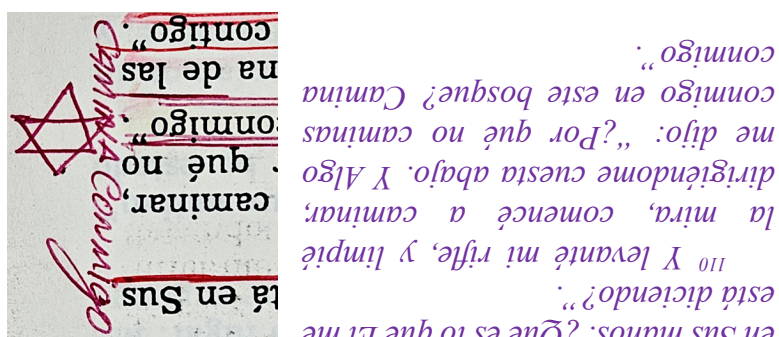 en Sus manos: ¿Qué es lo que Él me
está diciendo?”.
110 Y levanté mi rifle, y limpié
la mira, comencé a caminar,
dirigiéndome cuesta abajo. Y Algo
me dijo: “¿Por qué no caminas
conmigo en este bosque? Camina
conmigo”.
tá en Sus
caminar,
qué no
onmigo”.
na de las
contigo”.
CAMINA Conmigo